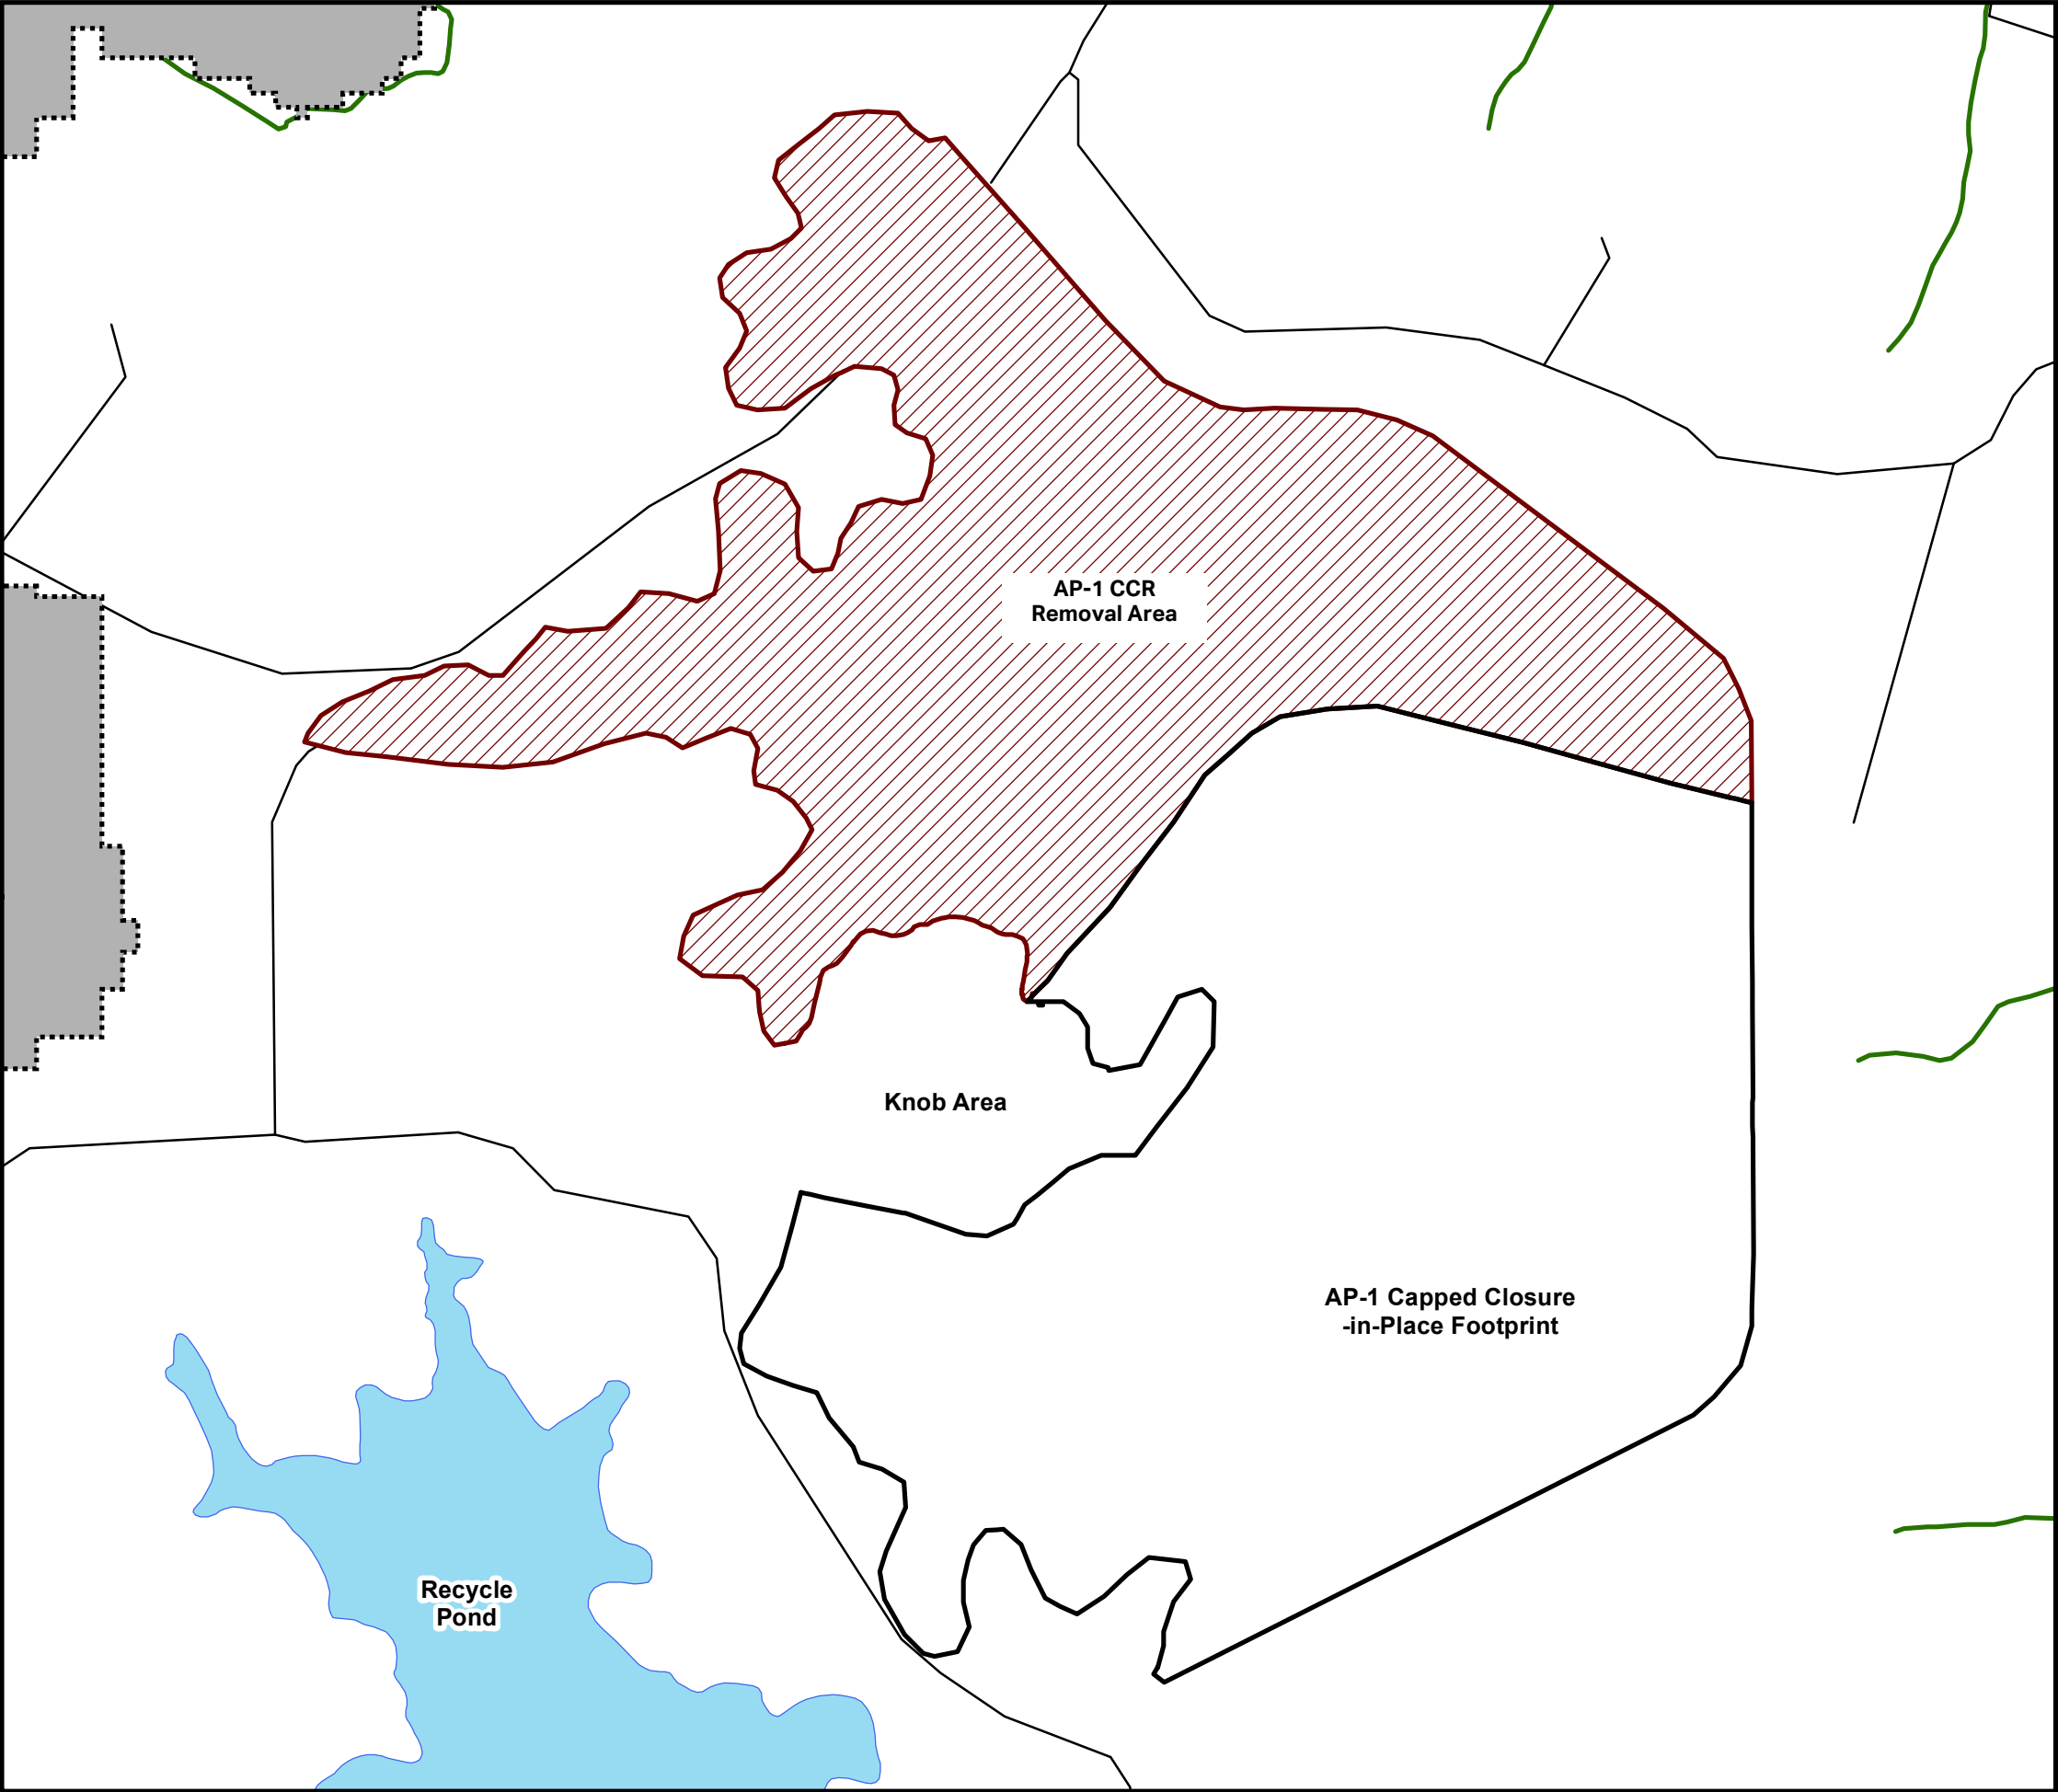 AP-1 CCR
Removal Area
Knob Area
AP-1 Capped Closure
-in-Place Footprint
Recycle
Pond